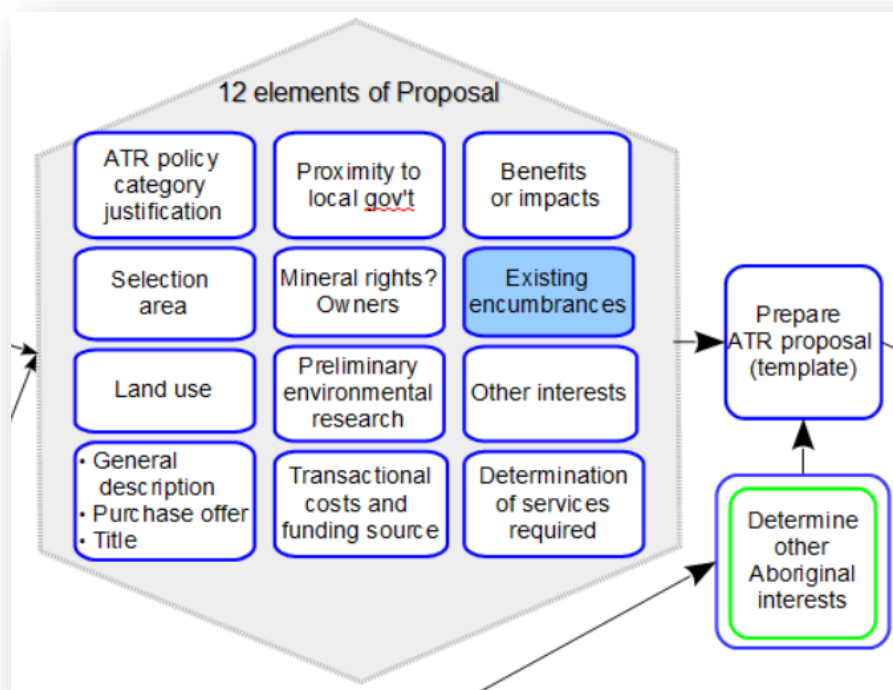 12 elements of Proposal
ATR policy
category
justification
Proximity to
local gov't
Benefits
or impacts
Selection
area
Mineral rights?
Owners
Existing
encumbrances
Land use
Preliminary
environmental
research
Other interests
• General
description
• Purchase offer
• Title
Transactional
costs and
funding source
Determination
of services
required
Prepare
ATR proposal
(template)
Determine
other
Aboriginal
interests